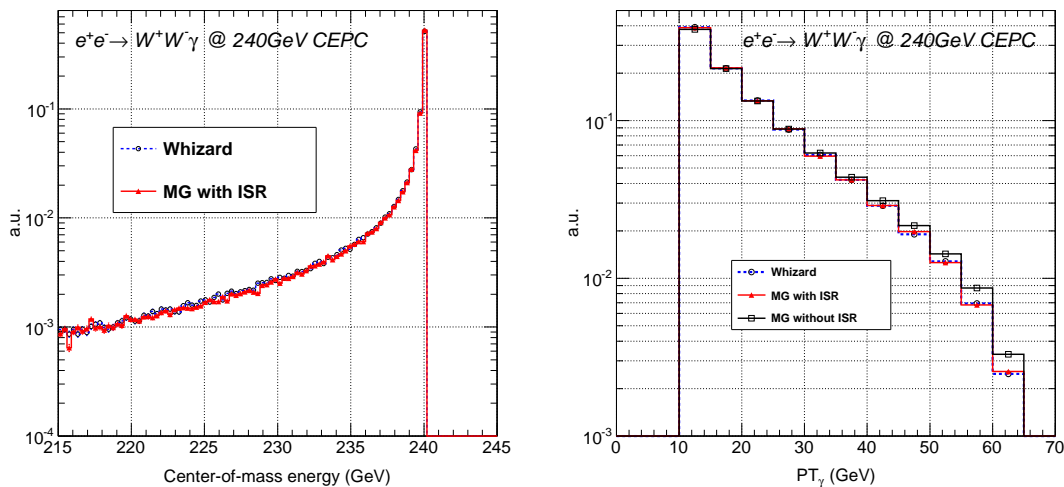 e⁺e⁻→ W⁺W⁻γ @ 240GeV CEPC
Whizard
MG with ISR
a.u.
10⁻¹
10⁻²
10⁻³
10⁻⁴
215 220 225 230 235 240 245
Center-of-mass energy (GeV)
e⁺e⁻→ W⁺W⁻γ @ 240GeV CEPC
Whizard
MG with ISR
MG without ISR
a.u.
10⁻¹
10⁻²
10⁻³
0 10 20 30 40 50 60 70
PTγ (GeV)